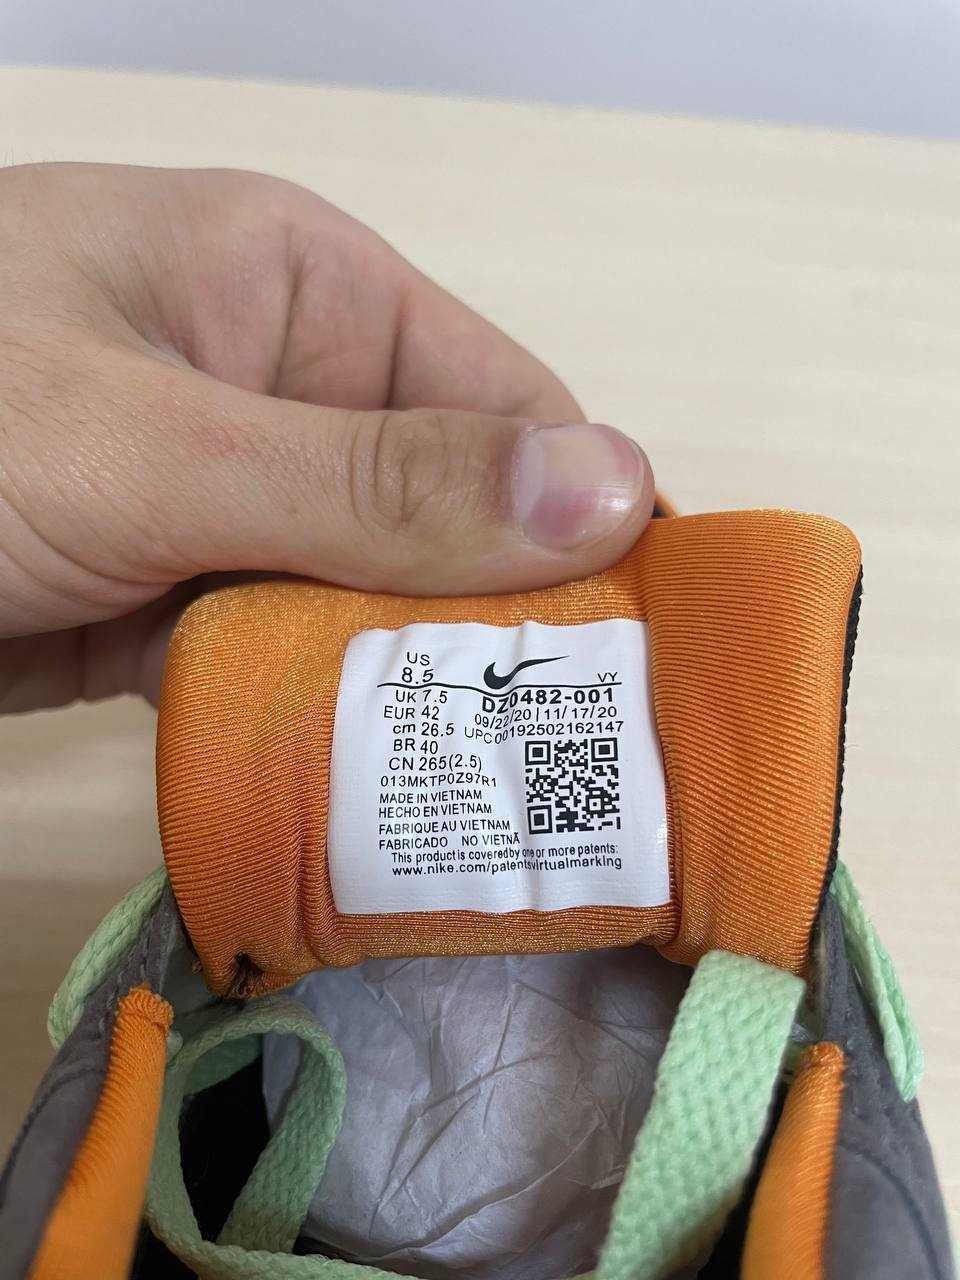 US
8.5
VY
UK 7.5
DZ0482-001
EUR 42
09/22/20|11/17/20
cm 26.5
UPC 00192502162147
BR 40
CN 265(2.5)
013MKTP0Z97R1
MADE IN VIETNAM
HECHO EN VIETNAM
FABRIQUE AU VIETNAM
FABRICADO NO VIETNÃ
This product is covered by one or more patents:
www.nike.com/patentsvirtualmarking